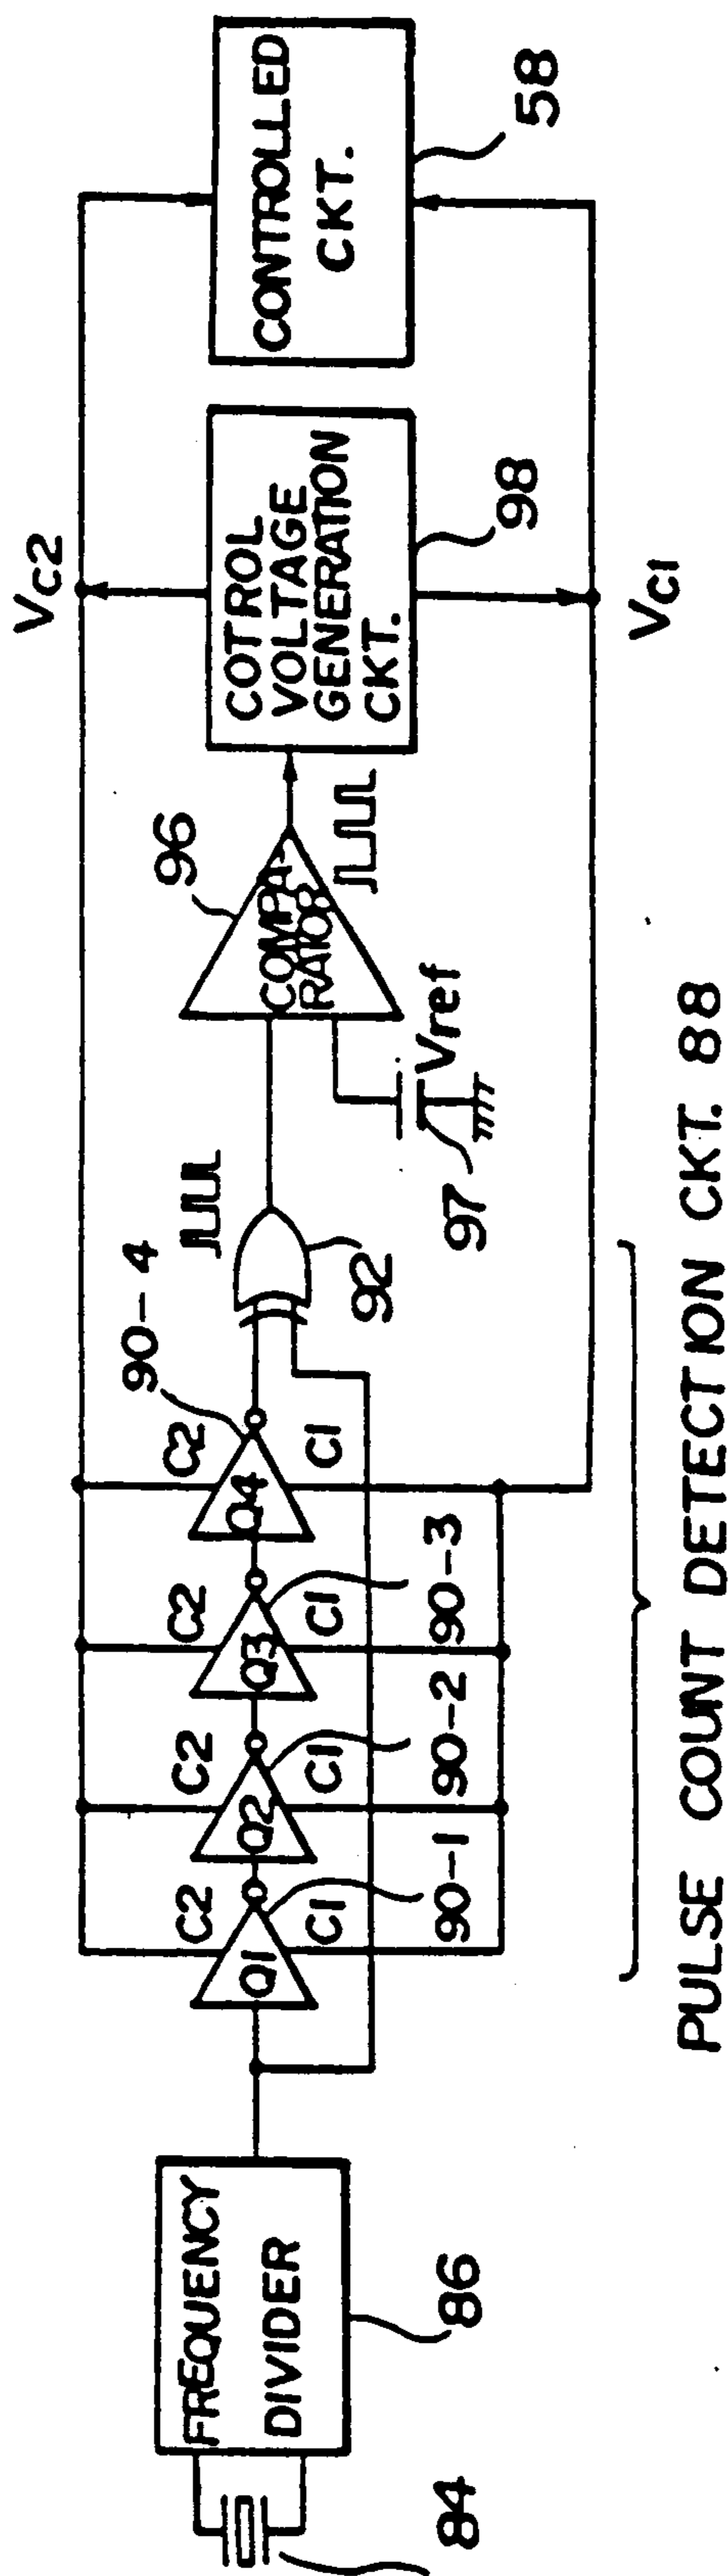 84
FREQUENCY
DIVIDER
86
Q1
C2
C1
90-1
Q2
C2
C1
90-2
Q3
C2
C1
90-3
Q4
C2
C1
90-4
92
97
Vref
COMPA-
RATOR
96
COTROL
VOLTAGE
GENERATION
CKT.
98
Vc2
Vc1
CONTROLLED
CKT.
58
PULSE COUNT DETECTION CKT. 88